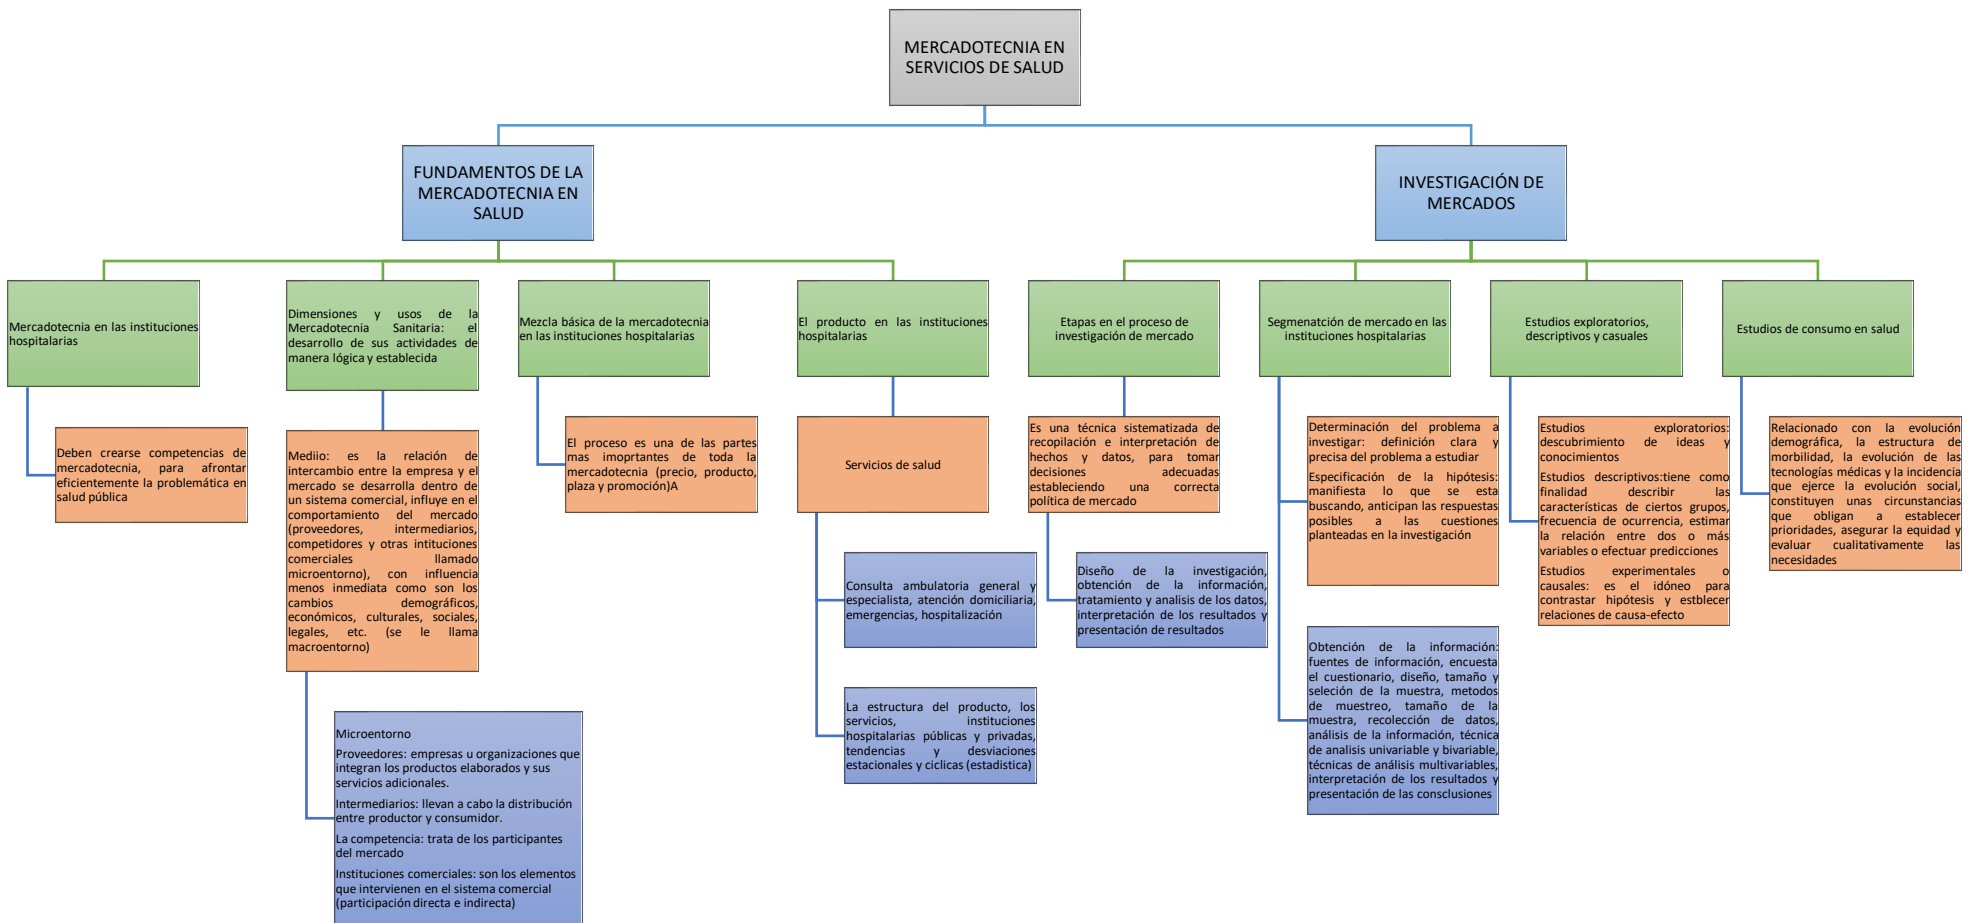 MERCADOTECNIA EN
SERVICIOS DE SALUD
FUNDAMENTOS DE LA
MERCADOTECNIA EN
SALUD
INVESTIGACIÓN DE
MERCADOS
Mercadotecnia en las instituciones
hospitalarias
Dimensiones y usos de la
Mercadotecnia Sanitaria: el
desarrollo de sus actividades de
manera lógica y establecida
Mezcla básica de la mercadotecnia
en las instituciones hospitalarias
El producto en las instituciones
hospitalarias
Etapas en el proceso de
investigación de mercado
Segmenatción de mercado en las
instituciones hospitalarias
Estudios exploratorios,
descriptivos y casuales
Estudios de consumo en salud
Deben crearse competencias de
mercadotecnia, para afrontar
eficientemente la problemática en
salud pública
Mediio: es la relación de
intercambio entre la empresa y el
mercado se desarrolla dentro de
un sistema comercial, influye en el
comportamiento del mercado
(proveedores, intermediarios,
competidores y otras intituciones
comerciales llamado
microentorno), con influencia
menos inmediata como son los
cambios demográficos,
económicos, culturales, sociales,
legales, etc. (se le llama
macroentorno)
El proceso es una de las partes
mas imoprtantes de toda la
mercadotecnia (precio, producto,
plaza y promoción)A
Servicios de salud
Es una técnica sistematizada de
recopilación e interpretación de
hechos y datos, para tomar
decisiones adecuadas
estableciendo una correcta
política de mercado
Determinación del problema a
investigar: definición clara y
precisa del problema a estudiar
Especificación de la hipótesis:
manifiesta lo que se esta
buscando, anticipan las respuestas
posibles a las cuestiones
planteadas en la investigación
Estudios exploratorios:
descubrimiento de ideas y
conocimientos
Estudios descriptivos:tiene como
finalidad describir las
características de ciertos grupos,
frecuencia de ocurrencia, estimar
la relación entre dos o más
variables o efectuar predicciones
Estudios experimentales o
causales: es el idóneo para
contrastar hipótesis y estblecer
relaciones de causa-efecto
Relacionado con la evolución
demográfica, la estructura de
morbilidad, la evolución de las
tecnologías médicas y la incidencia
que ejerce la evolución social,
constituyen unas circunstancias
que obligan a establecer
prioridades, asegurar la equidad y
evaluar cualitativamente las
necesidades
Consulta ambulatoria general y
especialista, atención domiciliaria,
emergencias, hospitalización
Diseño de la investigación,
obtención de la información,
tratamiento y analisis de los datos,
interpretación de los resultados y
presentación de resultados
Obtención de la información:
fuentes de información, encuesta
el cuestionario, diseño, tamaño y
seleción de la muestra, metodos
de muestreo, tamaño de la
muestra, recolección de datos,
análisis de la información, técnica
de analisis univariable y bivariable,
técnicas de análisis multivariables,
interpretación de los resultados y
presentación de las consclusiones
La estructura del producto, los
servicios, instituciones
hospitalarias públicas y privadas,
tendencias y desviaciones
estacionales y ciclicas (estadistica)
Microentorno
Proveedores: empresas u organizaciones que
integran los productos elaborados y sus
servicios adicionales.
Intermediarios: llevan a cabo la distribución
entre productor y consumidor.
La competencia: trata de los participantes
del mercado
Instituciones comerciales: son los elementos
que intervienen en el sistema comercial
(participación directa e indirecta)